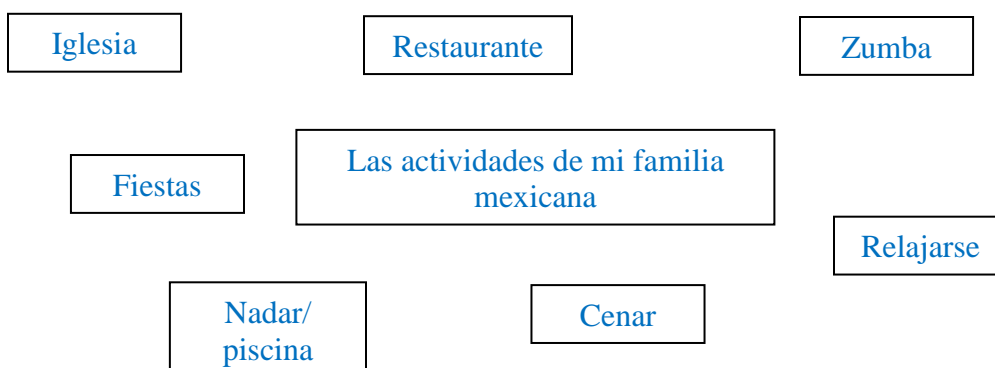 Iglesia
Restaurante
Zumba
Las actividades de mi familia
mexicana
Fiestas
Relajarse
Nadar/
piscina
Cenar